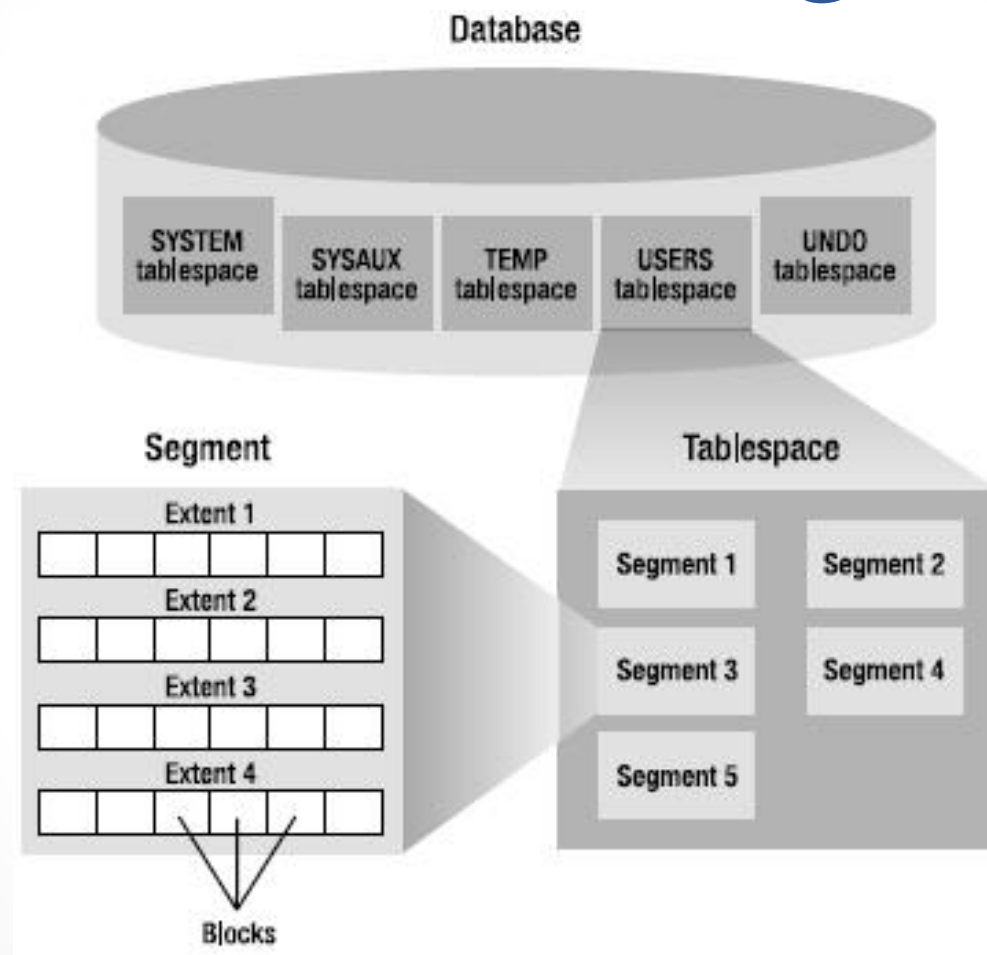 Database
SYSTEM
tablespace
SYSAUX
tablespace
TEMP
tablespace
USERS
tablespace
UNDO
tablespace
Segment
Extent 1
Extent 2
Extent 3
Extent 4
Blocks
Tablespace
Segment 1
Segment 2
Segment 3
Segment 4
Segment 5